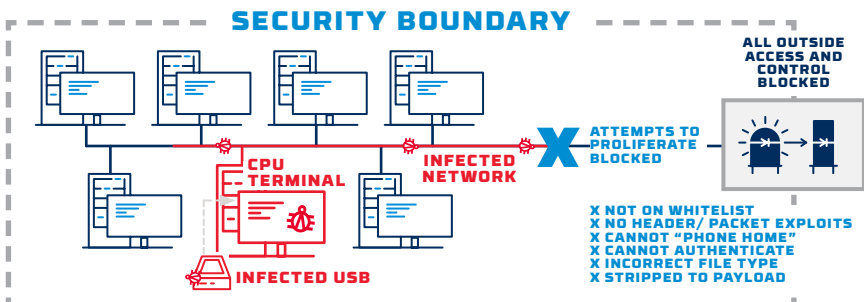 SECURITY BOUNDARY
ALL OUTSIDE
ACCESS AND
CONTROL
BLOCKED
ATTEMPTS TO
PROLIFERATE
BLOCKED
INFECTED
NETWORK
CPU
TERMINAL
INFECTED USB
X NOT ON WHITELIST
X NO HEADER/ PACKET EXPLOITS
X CANNOT “PHONE HOME”
X CANNOT AUTHENTICATE
X INCORRECT FILE TYPE
X STRIPPED TO PAYLOAD